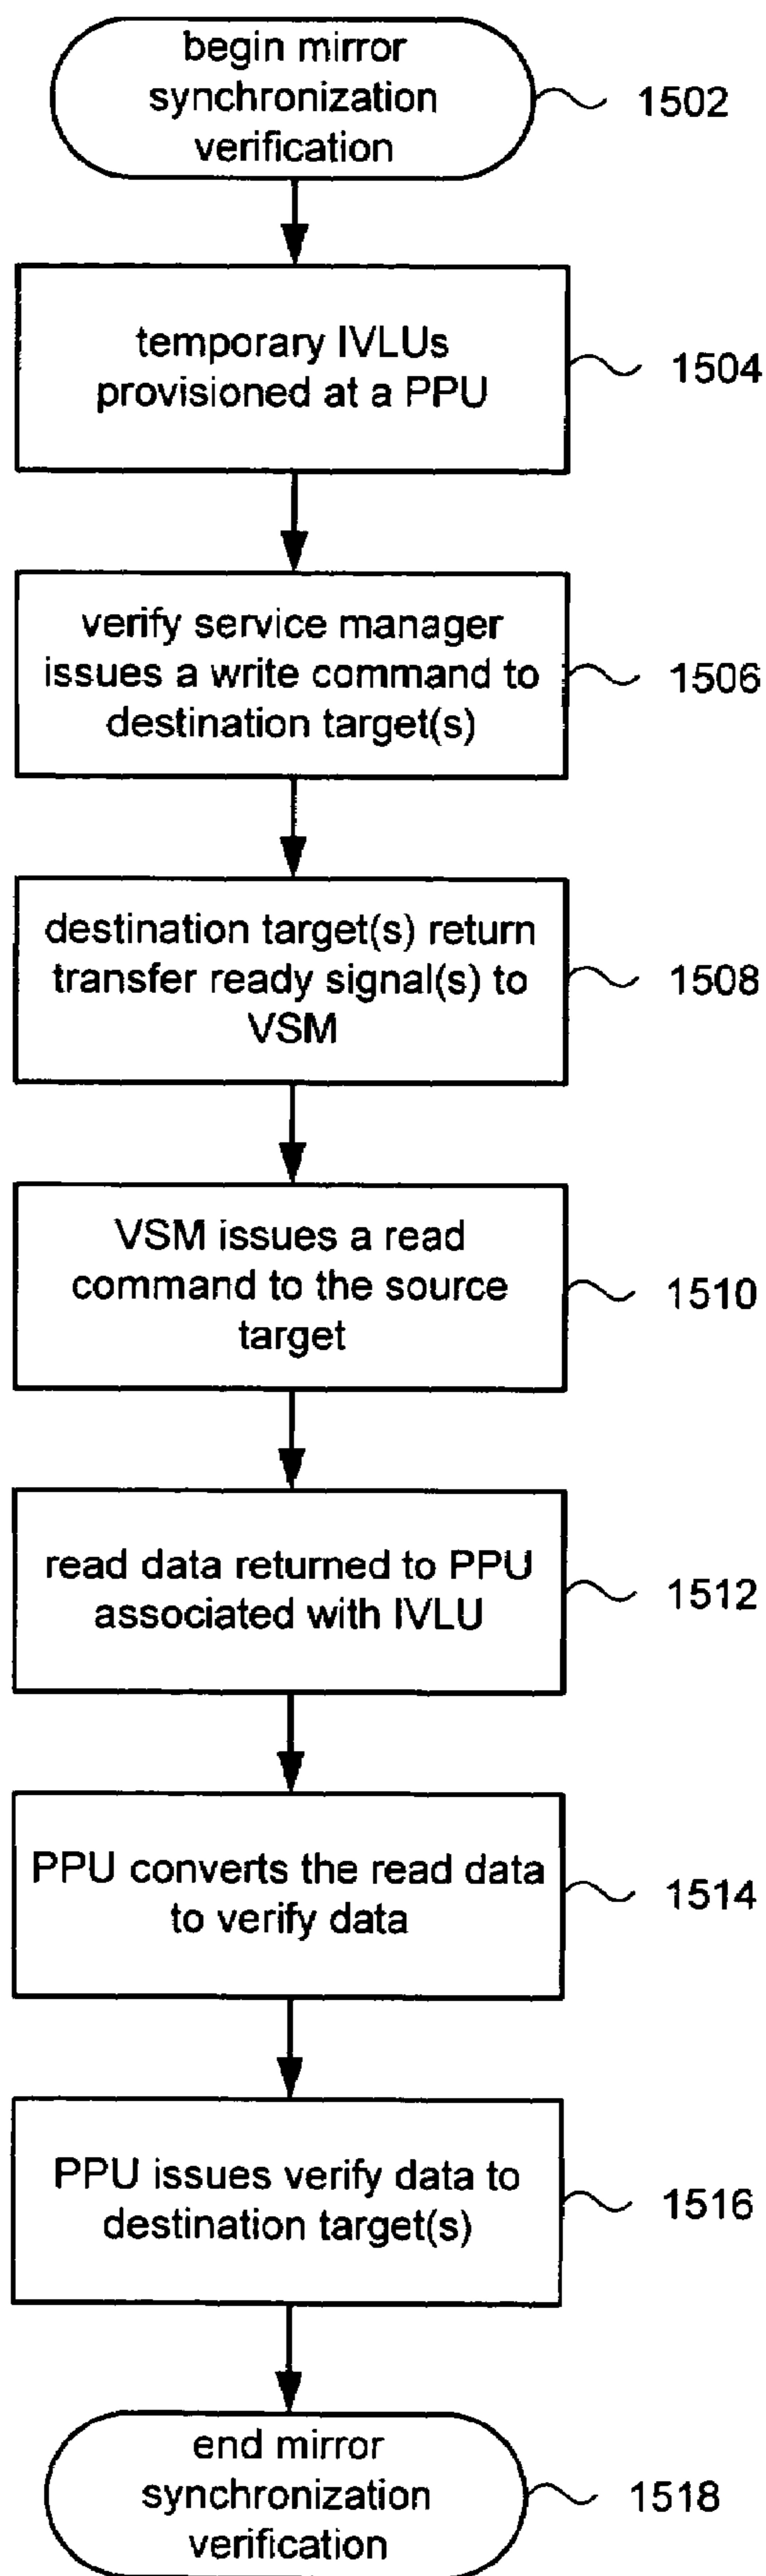 begin mirror
synchronization
verification
1502
temporary IVLUs
provisioned at a PPU
1504
verify service manager
issues a write command to
destination target(s)
1506
destination target(s) return
transfer ready signal(s) to
VSM
1508
VSM issues a read
command to the source
target
1510
read data returned to PPU
associated with IVLU
1512
PPU converts the read data
to verify data
1514
PPU issues verify data to
destination target(s)
1516
end mirror
synchronization
verification
1518